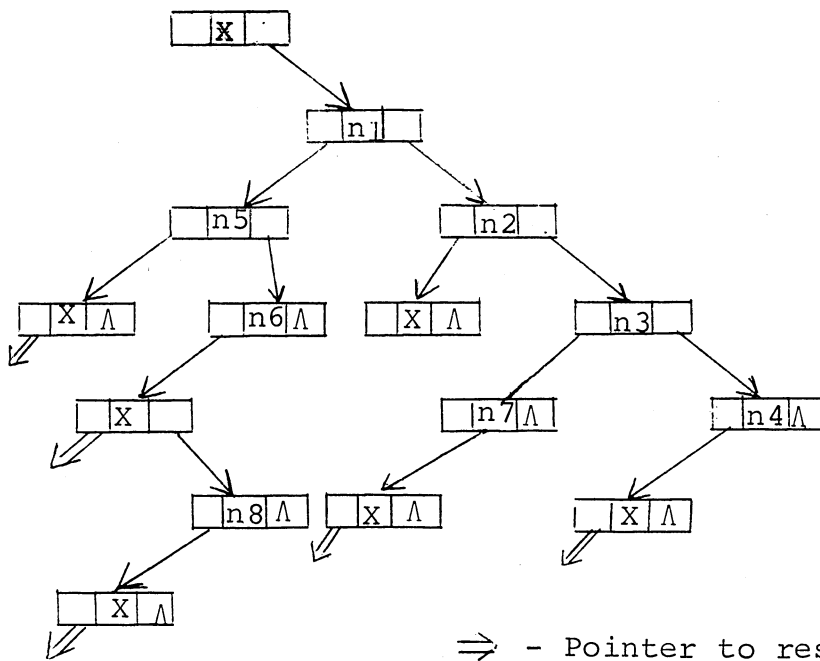 X
n1
n5 n2
X Λ n6 Λ X Λ n3
X n7 Λ n4 Λ
n8 Λ X Λ X Λ
X Λ
⇒ - Pointer to res